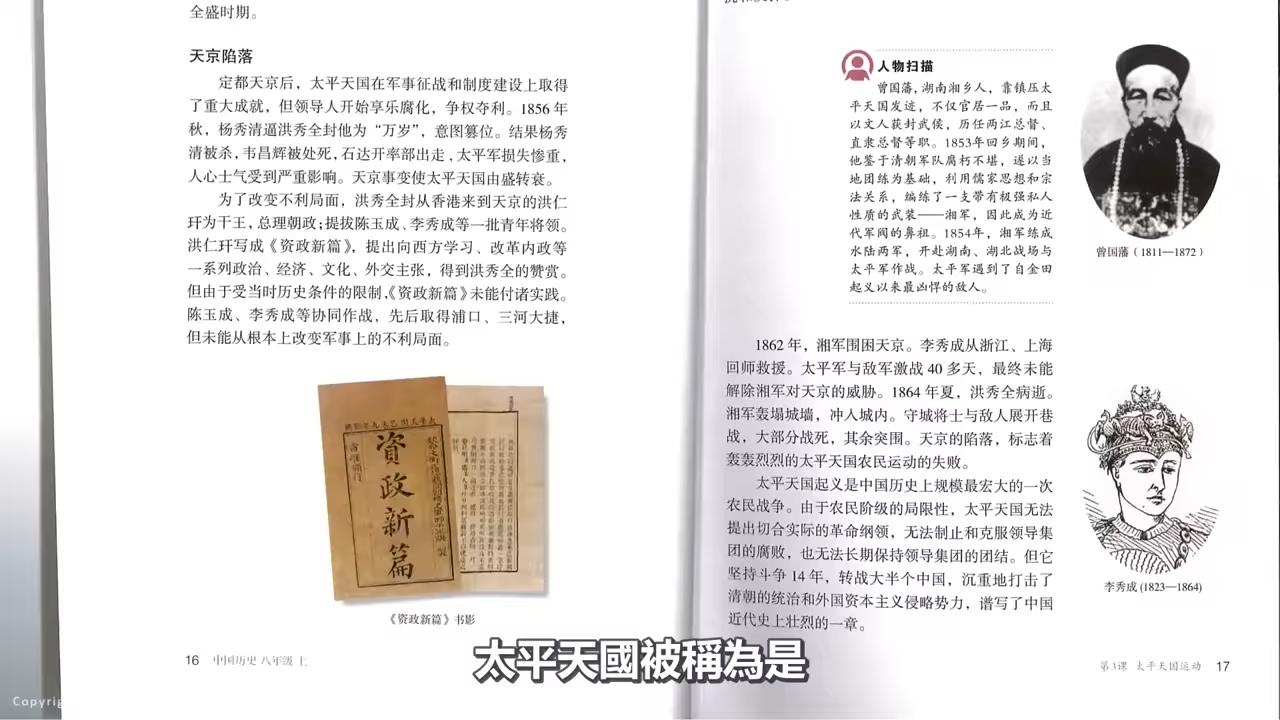 全盛时期。
天京陷落
定都天京后，太平天国在军事征战和制度建设上取得
了重大成就，但领导人开始享乐腐化，争权夺利。1856 年
秋，杨秀清逼洪秀全封他为“万岁”，意图篡位。结果杨秀
清被杀，韦昌辉被处死，石达开率部出走，太平军损失惨重，
人心士气受到严重影响。天京事变使太平天国由盛转衰。
为了改变不利局面，洪秀全封从香港来到天京的洪仁
玕为干王，总理朝政；提拔陈玉成、李秀成等一批青年将领。
洪仁玕写成《资政新篇》，提出向西方学习、改革内政等
一系列政治、经济、文化、外交主张，得到洪秀全的赞赏。
但由于受当时历史条件的限制，《资政新篇》未能付诸实践。
陈玉成、李秀成等协同作战，先后取得浦口、三河大捷，
但未能从根本上改变军事上的不利局面。
資政新篇
《资政新篇》书影
16 中国历史 八年级 上
人物扫描
曾国藩，湖南湘乡人，靠镇压太
平天国发迹，不仅官居一品，而且
以文人获封武侯，历任两江总督、
直隶总督等职。1853年回乡期间，
他鉴于清朝军队腐朽不堪，遂以当
地团练为基础，利用儒家思想和宗
法关系，编练了一支带有极强私人
性质的武装——湘军，因此成为近
代军阀的鼻祖。1854年，湘军练成
水陆两军，开赴湖南、湖北战场与
太平军作战。太平军遇到了自金田
起义以来最凶悍的敌人。
曾国藩（1811—1872）
1862 年，湘军围困天京。李秀成从浙江、上海
回师救援。太平军与敌军激战 40 多天，最终未能
解除湘军对天京的威胁。1864 年夏，洪秀全病逝。
湘军轰塌城墙，冲入城内。守城将士与敌人展开巷
战，大部分战死，其余突围。天京的陷落，标志着
轰轰烈烈的太平天国农民运动的失败。
太平天国起义是中国历史上规模最宏大的一次
农民战争。由于农民阶级的局限性，太平天国无法
提出切合实际的革命纲领，无法制止和克服领导集
团的腐败，也无法长期保持领导集团的团结。但它
坚持斗争 14 年，转战大半个中国，沉重地打击了
清朝的统治和外国资本主义侵略势力，谱写了中国
近代史上壮烈的一章。
李秀成 (1823—1864)
第3课 太平天国运动 17
太平天國被稱為是